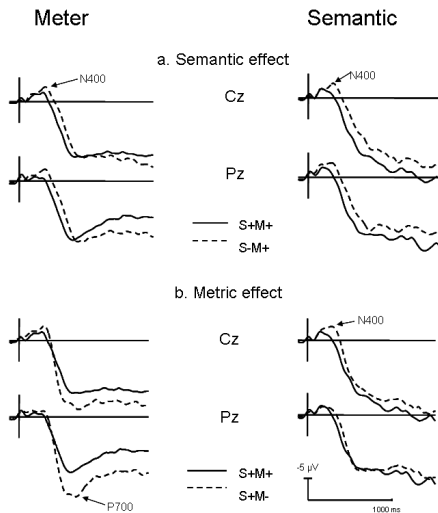 Meter Semantic
a. Semantic effect
N400 N400
Cz
Pz
S+M+
S-M+
b. Metric effect
N400
Cz
Pz
S+M+
S+M-
P700
-5 µV
1000 ms